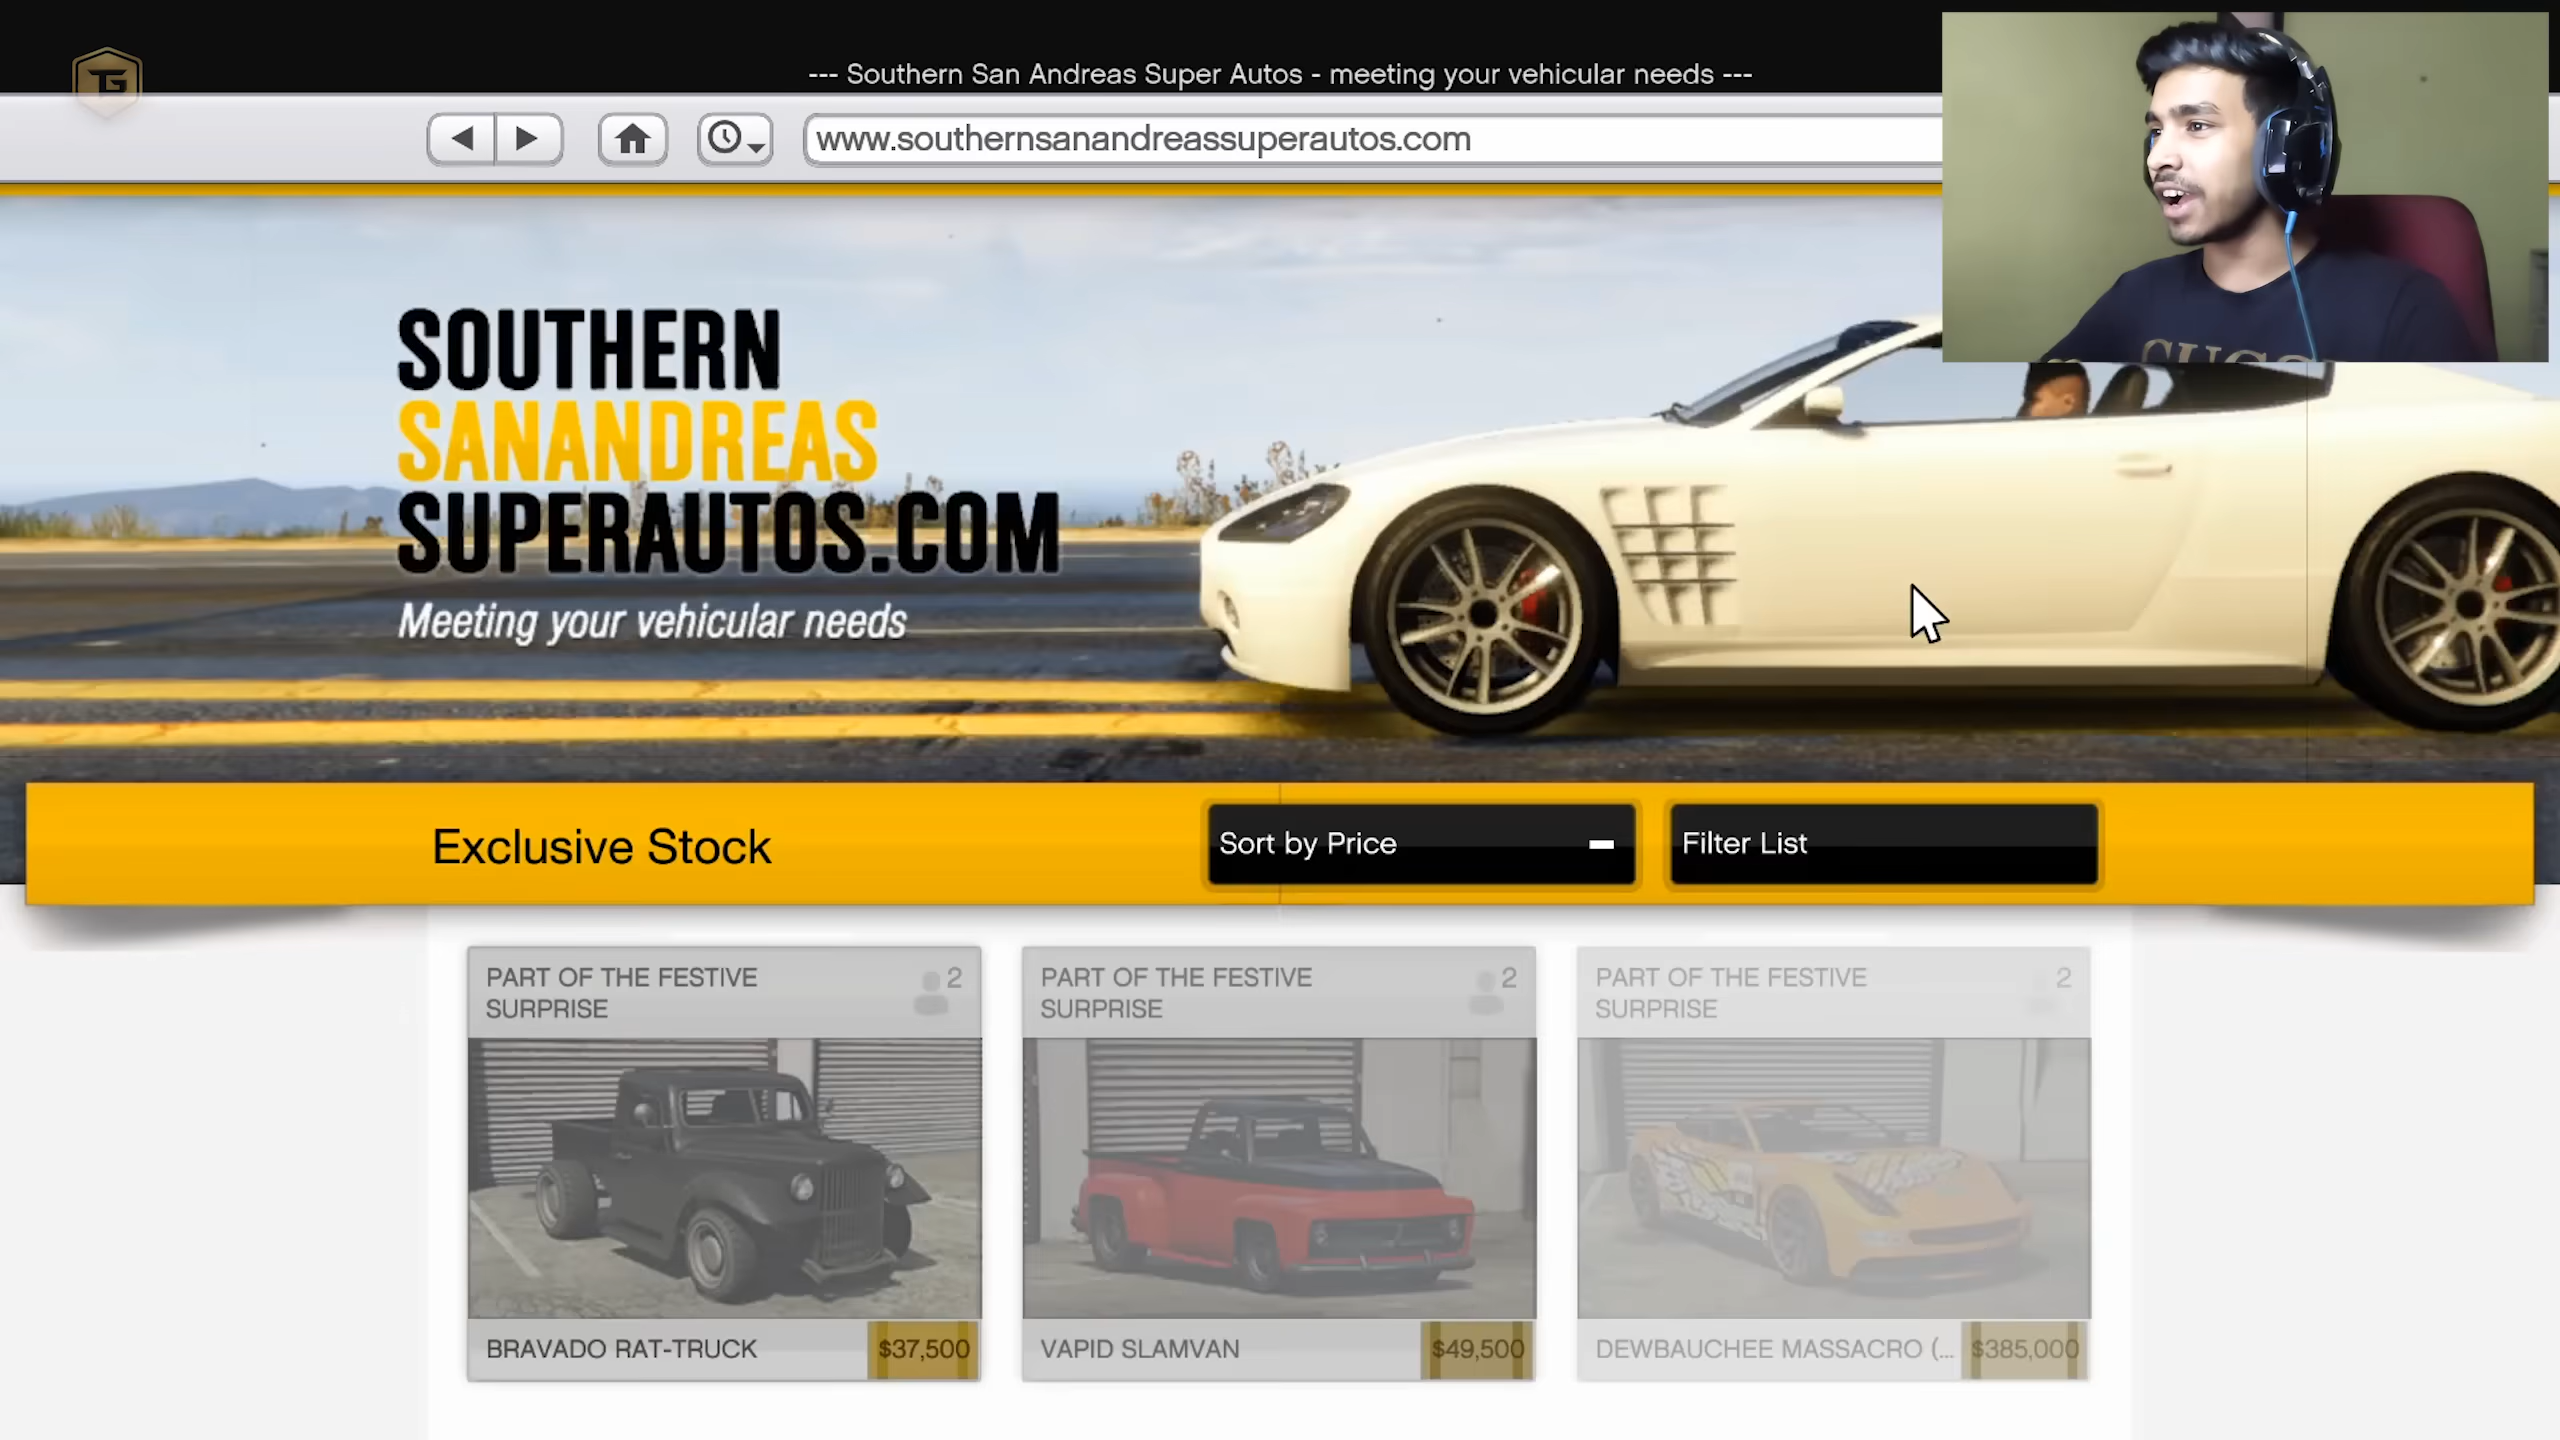 TG
--- Southern San Andreas Super Autos - meeting your vehicular needs ---
www.southernsanandreassuperautos.com
SOUTHERN
SANANDREAS
SUPERAUTOS.COM
Meeting your vehicular needs
Exclusive Stock
Sort by Price
Filter List
PART OF THE FESTIVE
SURPRISE
2
BRAVADO RAT-TRUCK
$37,500
PART OF THE FESTIVE
SURPRISE
2
VAPID SLAMVAN
$49,500
PART OF THE FESTIVE
SURPRISE
2
DEWBAUCHEE MASSACRO (...
$385,000